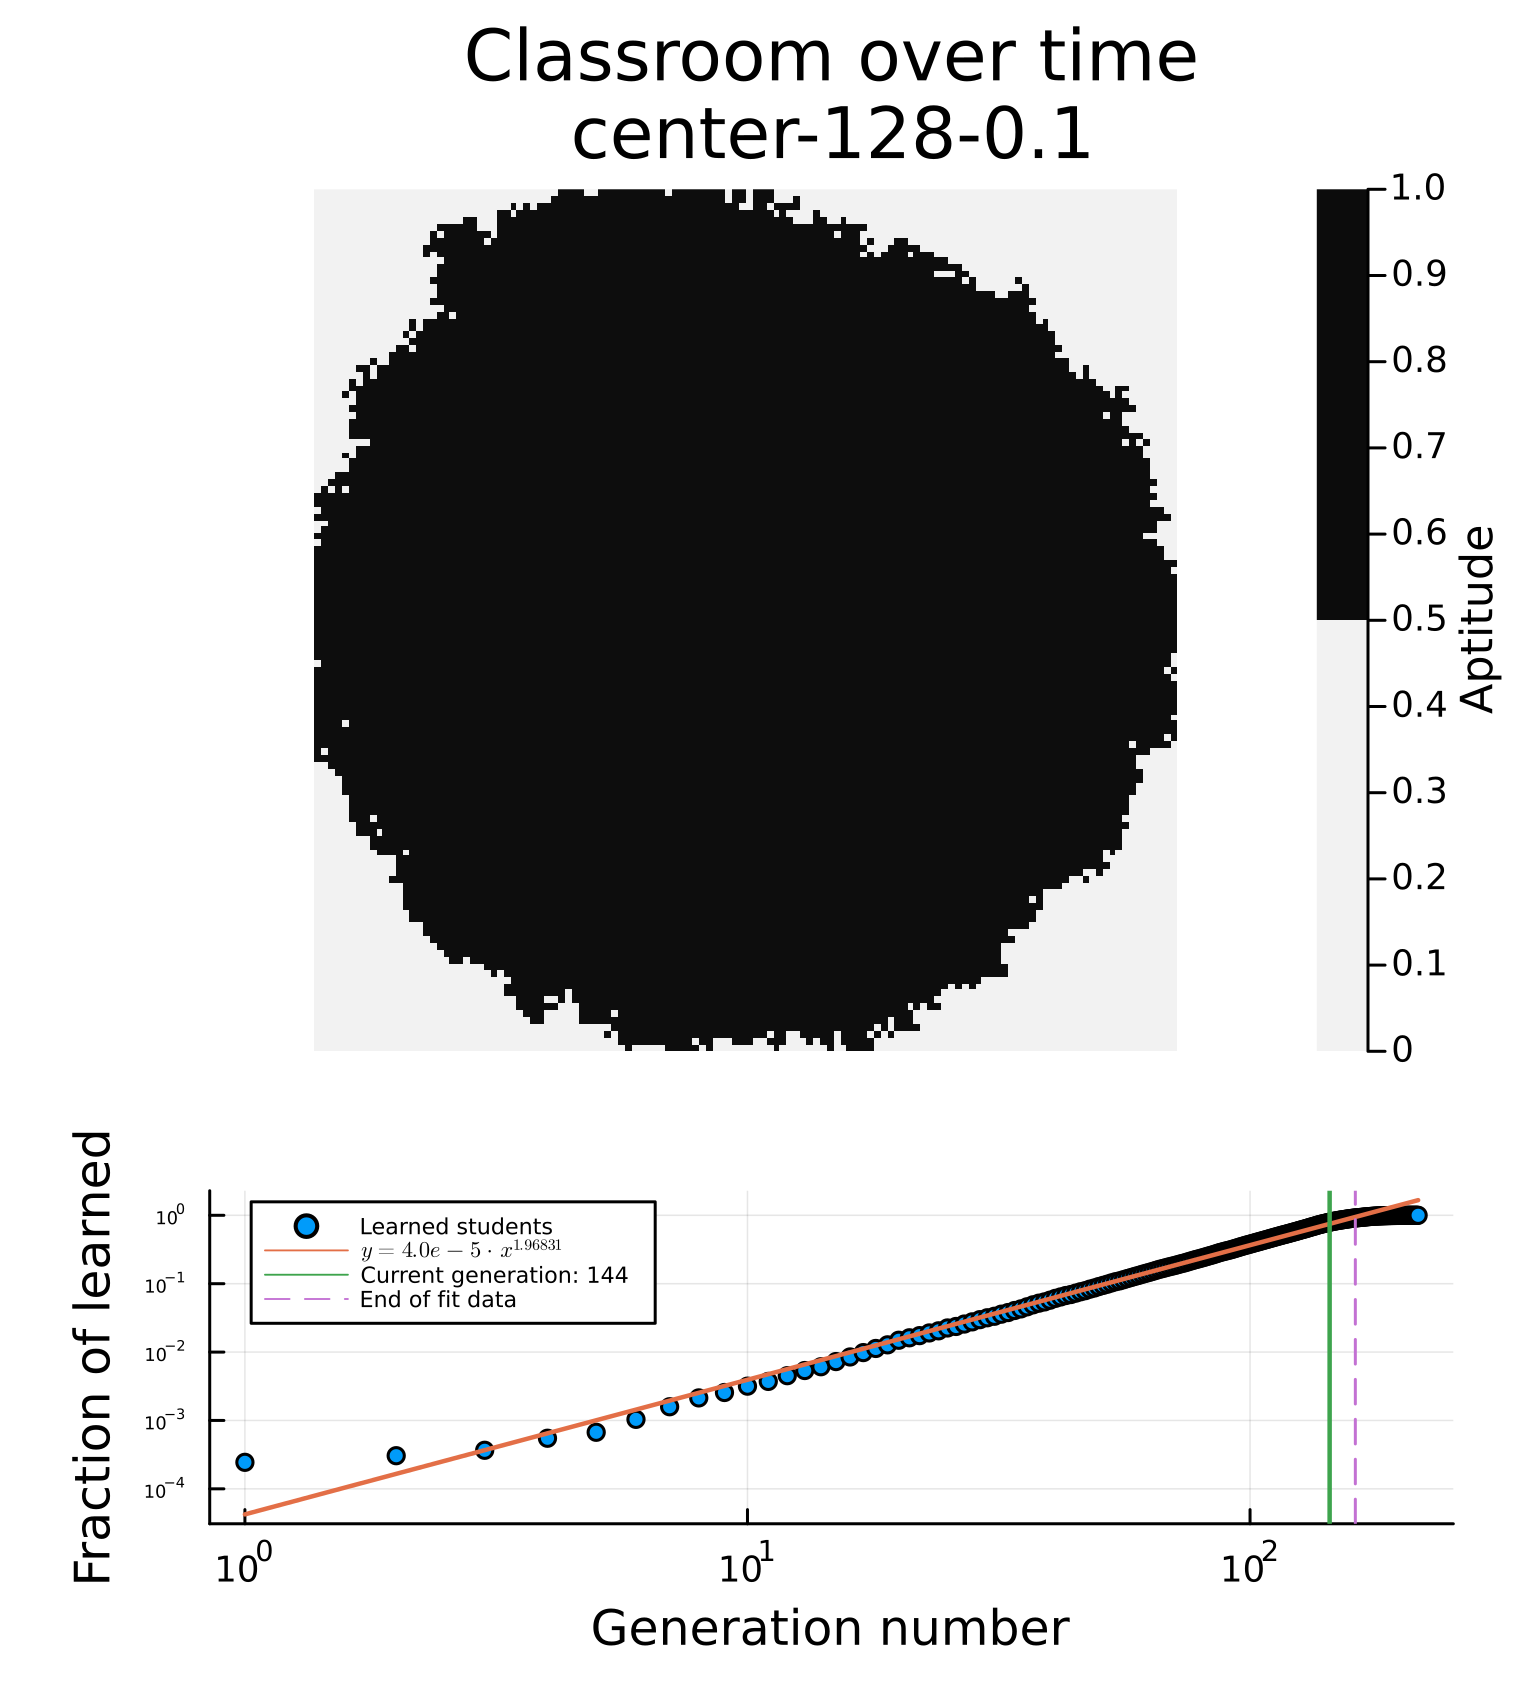 Classroom over time
center-128-0.1
1.0
0.9
0.8
0.7
0.6
0.5
0.4
0.3
0.2
0.1
0
Aptitude
Fraction of learned
10⁰
10⁻¹
10⁻²
10⁻³
10⁻⁴
Learned students
y = 4.0e − 5 · x^1.96831
Current generation: 144
End of fit data
10⁰
10¹
10²
Generation number